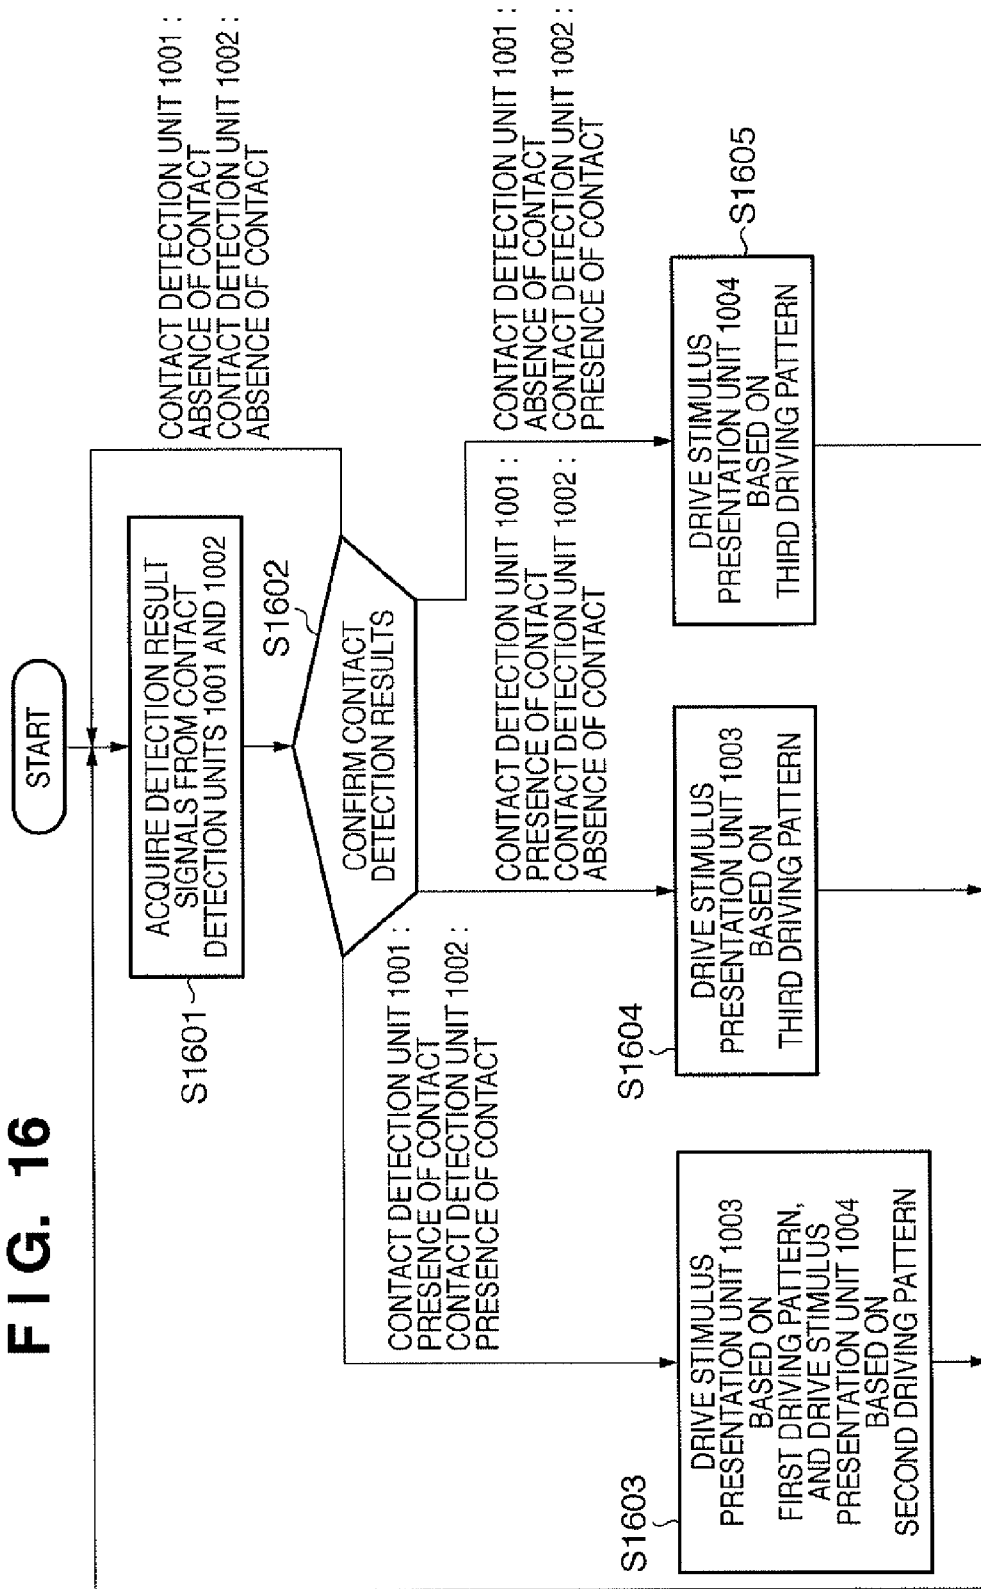 FIG. 16
START
ACQUIRE DETECTION RESULT
SIGNALS FROM CONTACT
DETECTION UNITS 1001 AND 1002
S1601
CONFIRM CONTACT
DETECTION RESULTS
S1602
CONTACT DETECTION UNIT 1001 :
ABSENCE OF CONTACT
CONTACT DETECTION UNIT 1002 :
ABSENCE OF CONTACT
CONTACT DETECTION UNIT 1001 :
PRESENCE OF CONTACT
CONTACT DETECTION UNIT 1002 :
PRESENCE OF CONTACT
CONTACT DETECTION UNIT 1001 :
PRESENCE OF CONTACT
CONTACT DETECTION UNIT 1002 :
ABSENCE OF CONTACT
CONTACT DETECTION UNIT 1001 :
ABSENCE OF CONTACT
CONTACT DETECTION UNIT 1002 :
PRESENCE OF CONTACT
S1603
DRIVE STIMULUS
PRESENTATION UNIT 1003
BASED ON
FIRST DRIVING PATTERN,
AND DRIVE STIMULUS
PRESENTATION UNIT 1004
BASED ON
SECOND DRIVING PATTERN
S1604
DRIVE STIMULUS
PRESENTATION UNIT 1003
BASED ON
THIRD DRIVING PATTERN
S1605
DRIVE STIMULUS
PRESENTATION UNIT 1004
BASED ON
THIRD DRIVING PATTERN